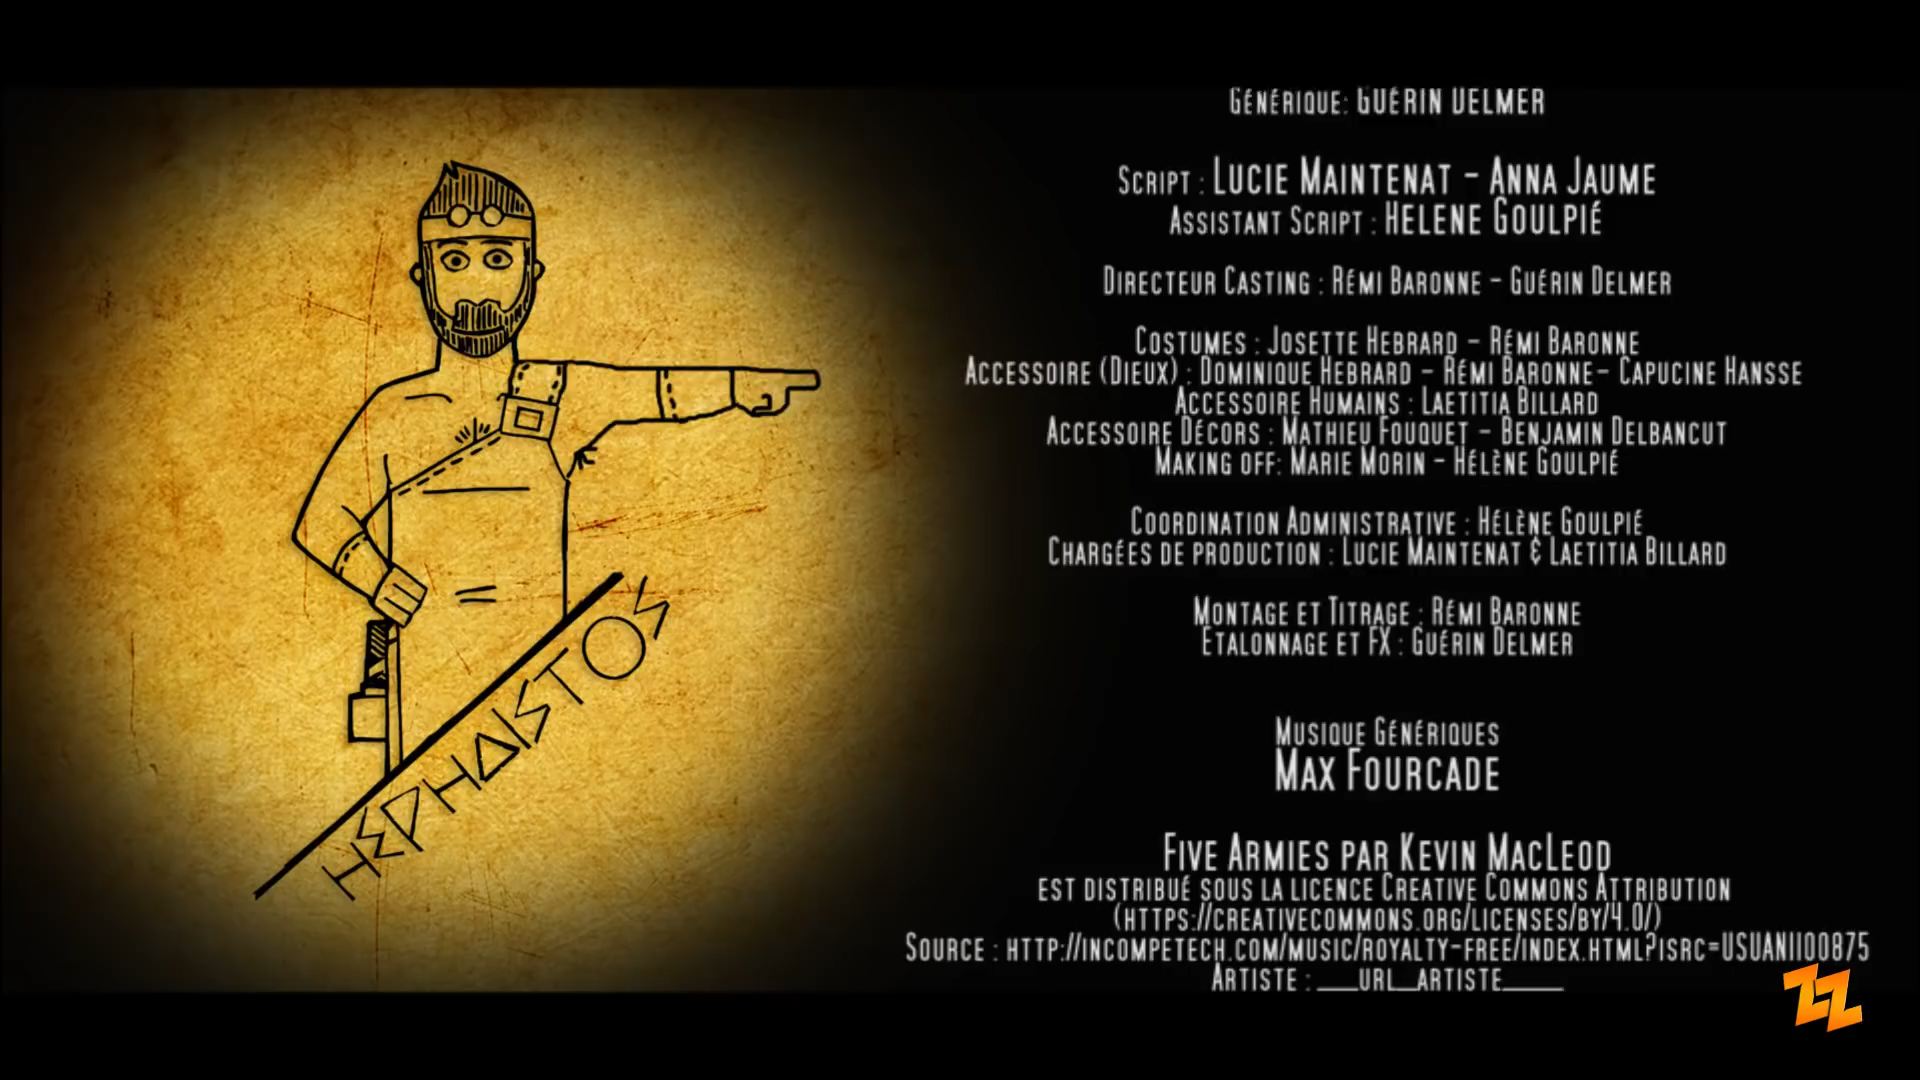 HEPHAISTOS
Générique: Guérin Delmer
Script : Lucie Maintenat - Anna Jaume
Assistant Script : Helene Goulpié
Directeur Casting : Rémi Baronne - Guérin Delmer
Costumes : Josette Hebrard - Rémi Baronne
Accessoire (Dieux) : Dominique Hebrard - Rémi Baronne- Capucine Hansse
Accessoire Humains : Laetitia Billard
Accessoire Décors : Mathieu Fouquet - Benjamin Delbancut
Making off: Marie Morin - Hélène Goulpié
Coordination Administrative : Hélène Goulpié
Chargées de production : Lucie Maintenat & Laetitia Billard
Montage et Titrage : Rémi Baronne
Etalonnage et FX : Guérin Delmer
Musique Génériques
Max Fourcade
Five Armies par Kevin MacLeod
est distribué sous la licence Creative Commons Attribution
(https://creativecommons.org/licenses/by/4.0/)
Source : http://incompetech.com/music/royalty-free/index.html?isrc=USUAN1100875
Artiste : ___url_artiste____
ZZ